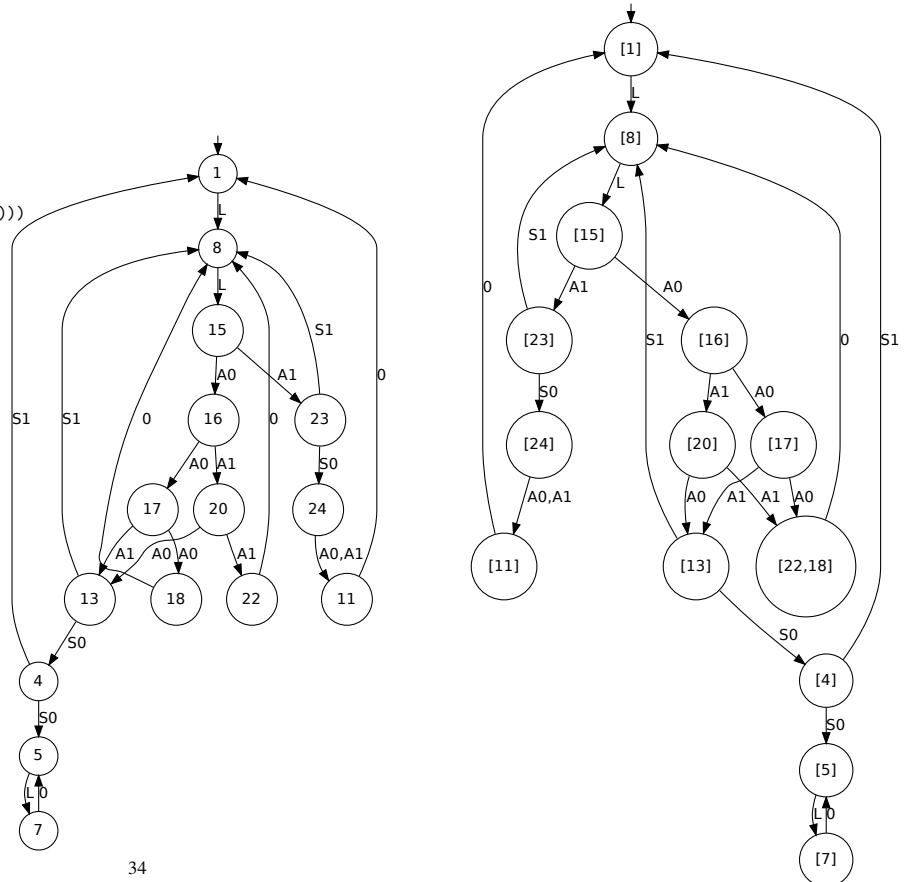 )))
1
L
8
L
15
A0
A1
16
23
S1
A0
A1
S0
17
20
24
A1
A0
A0
A1
A0,A1
13
18
22
11
S1
S1
0
0
0
S0
4
S0
5
L
0
7
34
[1]
L
[8]
L
[15]
S1
A1
A0
[23]
[16]
0
S1
0
S1
S0
A1
A0
[24]
[20]
[17]
A0,A1
A0
A1
A1
A0
[11]
[13]
[22,18]
S0
[4]
S0
[5]
L
0
[7]